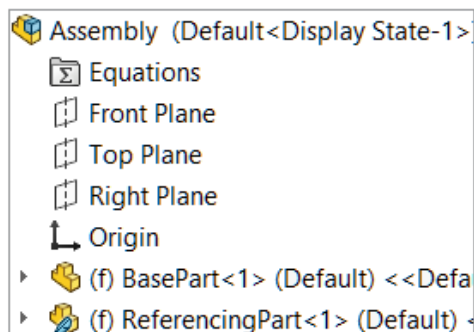 Assembly (Default<Display State-1>
Equations
Front Plane
Top Plane
Right Plane
Origin
(f) BasePart<1> (Default) <<Defa
(f) ReferencingPart<1> (Default) <